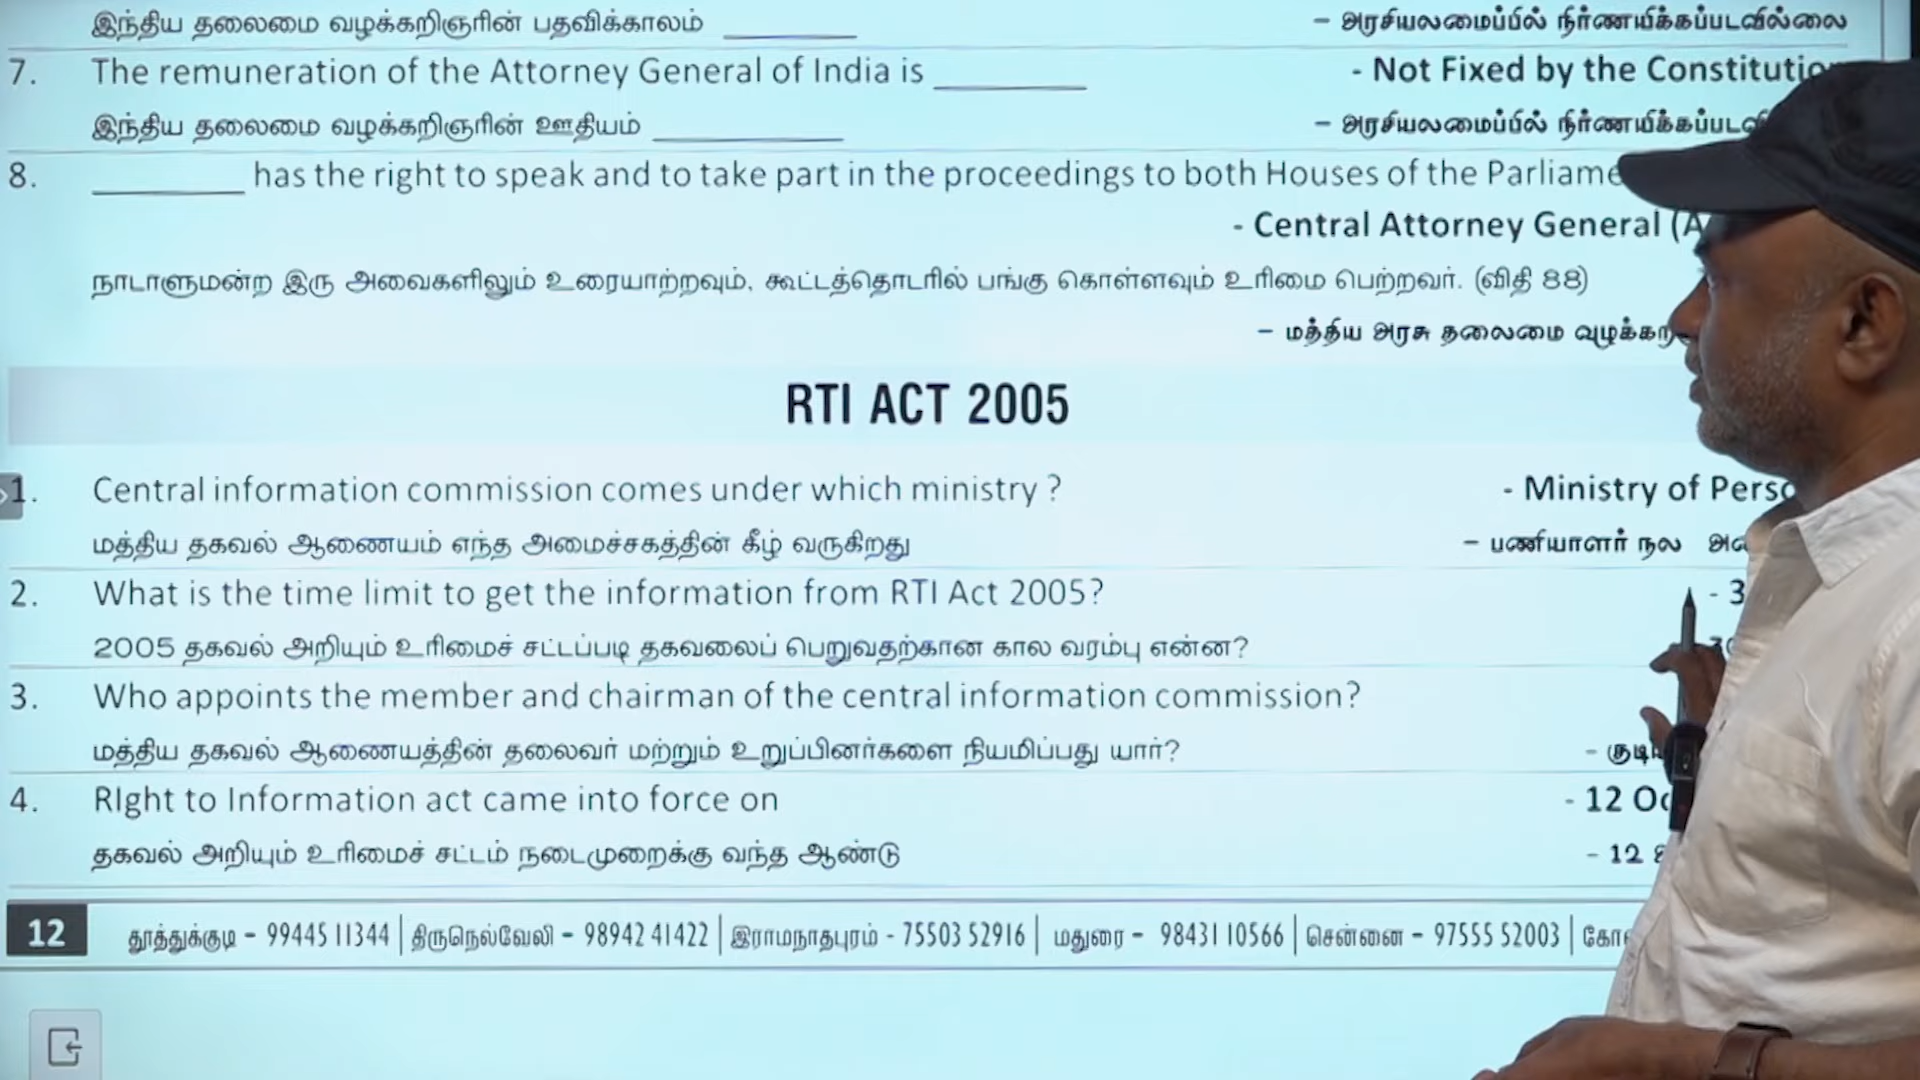 இந்திய தலைமை வழக்கறிஞரின் பதவிக்காலம் ________ – அரசியலமைப்பில் நிர்ணயிக்கப்படவில்லை
7. The remuneration of the Attorney General of India is ________ - Not Fixed by the
இந்திய தலைமை வழக்கறிஞரின் ஊதியம் ________ – அரசியலமைப்பில்
8. ________ has the right to speak and to take part in the proceedings to both Houses of the
- Central Attorney General
நாடாளுமன்ற இரு அவைகளிலும் உரையாற்றவும், கூட்டத்தொடரில் பங்கு கொள்ளவும் உரிமை பெற்றவர். (விதி 88)
– மத்திய அரசு தலைமை
RTI ACT 2005
1. Central information commission comes under which ministry ? - Ministry of
மத்திய தகவல் ஆணையம் எந்த அமைச்சகத்தின் கீழ் வருகிறது – பணியாளர் நல
2. What is the time limit to get the information from RTI Act 2005?
2005 தகவல் அறியும் உரிமைச் சட்டப்படி தகவலைப் பெறுவதற்கான கால வரம்பு என்ன?
3. Who appoints the member and chairman of the central information commission?
மத்திய தகவல் ஆணையத்தின் தலைவர் மற்றும் உறுப்பினர்களை நியமிப்பது யார்?
4. RIght to Information act came into force on - 12
தகவல் அறியும் உரிமைச் சட்டம் நடைமுறைக்கு வந்த ஆண்டு - 12
12 தூத்துக்குடி – 99445 11344 | திருநெல்வேலி – 98942 41422 | இராமநாதபுரம் - 75503 52916 | மதுரை – 98431 10566 | சென்னை – 97555 52003 |